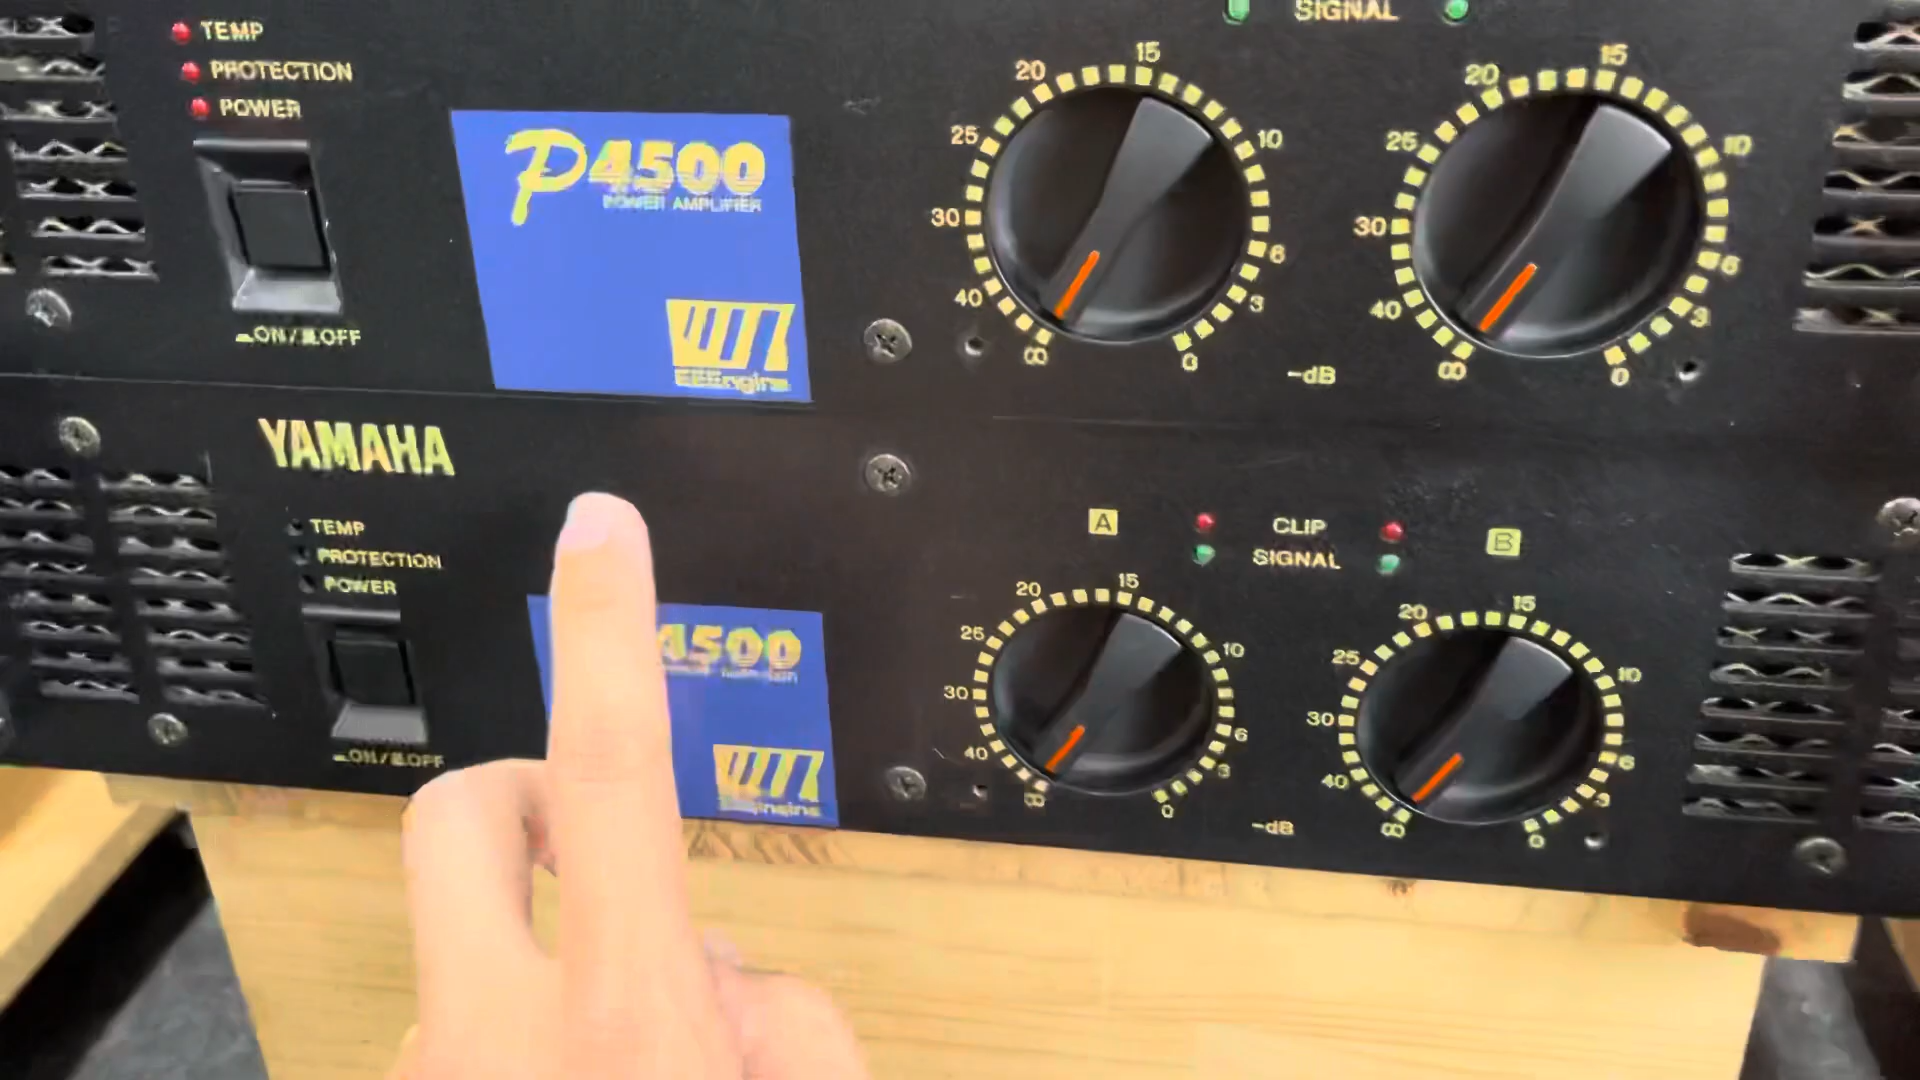 SIGNAL
TEMP
PROTECTION
POWER
ON/OFF
P4500
POWER AMPLIFIER
EEEngine
20 15 10 6 3 0 25 30 40 ∞
20 15 10 6 3 0 25 30 40 ∞
-dB
YAMAHA
TEMP
PROTECTION
POWER
ON/OFF
4500
EEEngine
A CLIP B
SIGNAL
20 15 10 6 3 0 25 30 40 ∞
20 15 10 6 3 0 25 30 40 ∞
-dB